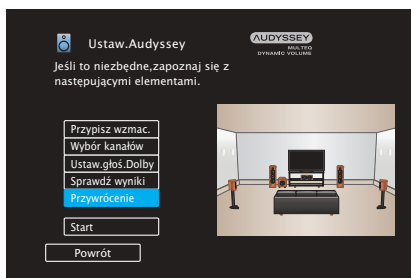 Ustaw.Audyssey
AUDYSSEY
MULTEQ
DYNAMIC VOLUME
Jeśli to niezbędne,zapoznaj się z
następującymi elementami.
Przypisz wzmac.
Wybór kanałów
Ustaw.głoś.Dolby
Sprawdź wyniki
Przywrócenie
Start
Powrót